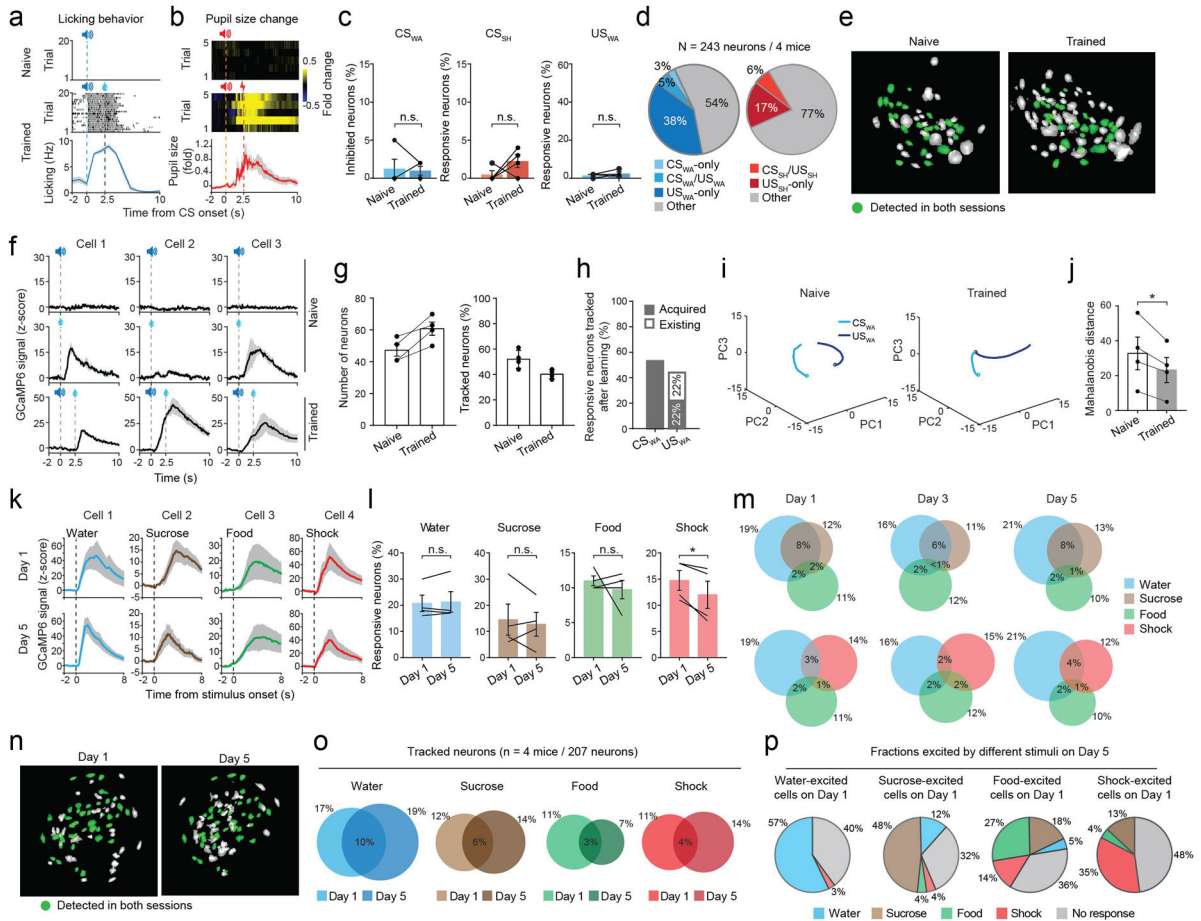 a
Licking behavior
Naive
Trial
20
1
Trained
Trial
20
1
Licking (Hz)
10
5
0
-2 0 2.5 10
Time from CS onset (s)
b
Pupil size change
Trial
5
1
Trial
5
1
Fold change
0.5
-0.5
Pupil size (fold)
1.0
0.5
0.0
-2 0 2.5 10
c
CSWA
Inhibited neurons (%)
15
10
5
0
n.s.
Naive
Trained
CSSH
Responsive neurons (%)
15
10
5
0
n.s.
Naive
Trained
USWA
Responsive neurons (%)
60
40
20
0
n.s.
Naive
Trained
d
N = 243 neurons / 4 mice
3%
5%
38%
54%
6%
17%
77%
CSWA-only
CSWA/USWA
USWA-only
Other
CSSH/USSH
USSH-only
Other
e
Naive
Trained
Detected in both sessions
f
Cell 1 Cell 2 Cell 3
GCaMP6 signal (z-score)
30
15
0
30
15
0
50
25
0
-2 0 2.5 10
-2 0 2.5 10
-2 0 2.5 10
Time (s)
Naive
Trained
g
Number of neurons
80
60
40
20
0
Naive
Trained
Tracked neurons (%)
100
80
60
40
20
0
Naive
Trained
h
Acquired
Existing
Responsive neurons tracked
after learning (%)
100
80
60
40
20
0
22%
22%
CSWA USWA
i
Naive
CSWA
USWA
PC3
15
0
-15
PC2
PC1
15 0 -15 0 15
Trained
PC3
15
0
-15
PC2
PC1
15 0 -15 0 15
j
Mahalanobis distance
60
40
20
0
*
Naive
Trained
k
Cell 1 Cell 2 Cell 3 Cell 4
Water Sucrose Food Shock
Day 1
Day 5
GCaMP6 signal (z-score)
-2 0 8
-2 0 8
-2 0 8
-2 0 8
Time from stimulus onset (s)
l
Water
Sucrose
Food
Shock
Responsive neurons (%)
40
30
20
10
0
n.s.
Day 1
Day 5
40
30
20
10
0
n.s.
Day 1
Day 5
20
15
10
5
0
n.s.
Day 1
Day 5
20
15
10
5
0
*
Day 1
Day 5
m
Day 1 Day 3 Day 5
19% 12% 8% 2% 2% 11%
16% 11% 6% 2% <1% 12%
21% 13% 8% 2% 1% 10%
Water
Sucrose
Food
Shock
19% 14% 3% 2% 1% 11%
16% 15% 2% 2% 2% 12%
21% 12% 4% 2% 1% 10%
n
Day 1
Day 5
Detected in both sessions
o
Tracked neurons (n = 4 mice / 207 neurons)
Water Sucrose Food Shock
17% 10% 19%
12% 6% 14%
11% 3% 7%
11% 4% 14%
Day 1 Day 5
Day 1 Day 5
Day 1 Day 5
Day 1 Day 5
p
Fractions excited by different stimuli on Day 5
Water-excited
cells on Day 1
57% 40% 3%
Sucrose-excited
cells on Day 1
48% 12% 32% 4% 4%
Food-excited
cells on Day 1
27% 18% 5% 36% 14%
Shock-excited
cells on Day 1
13% 4% 35% 48%
Water Sucrose Food Shock No response